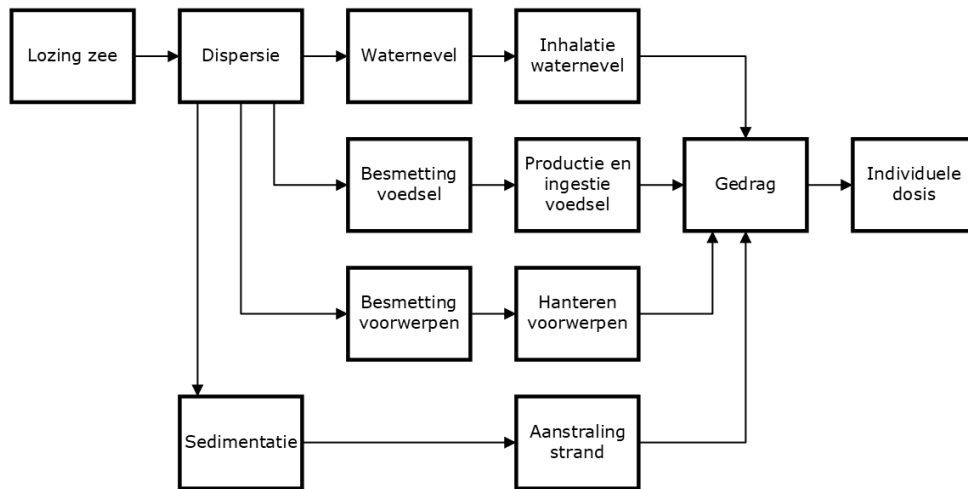 Lozing zee
Dispersie
Waternevel
Inhalatie
waternevel
Besmetting
voedsel
Productie en
ingestie
voedsel
Gedrag
Individuele
dosis
Besmetting
voorwerpen
Hanteren
voorwerpen
Sedimentatie
Aanstraling
strand